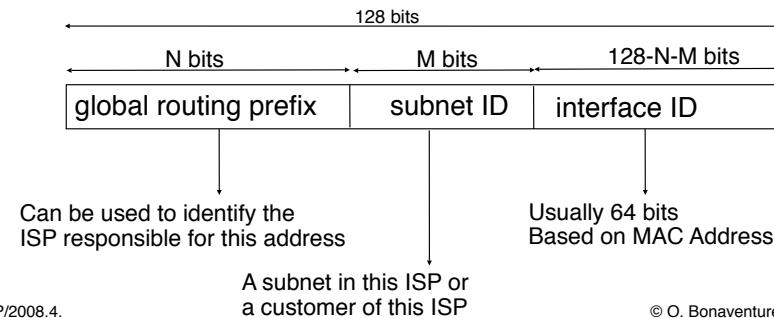 128 bits
N bits
M bits
128-N-M bits
global routing prefix
subnet ID
interface ID
Can be used to identify the
ISP responsible for this address
Usually 64 bits
Based on MAC Address
A subnet in this ISP or
a customer of this ISP
P/2008.4.
© O. Bonaventure